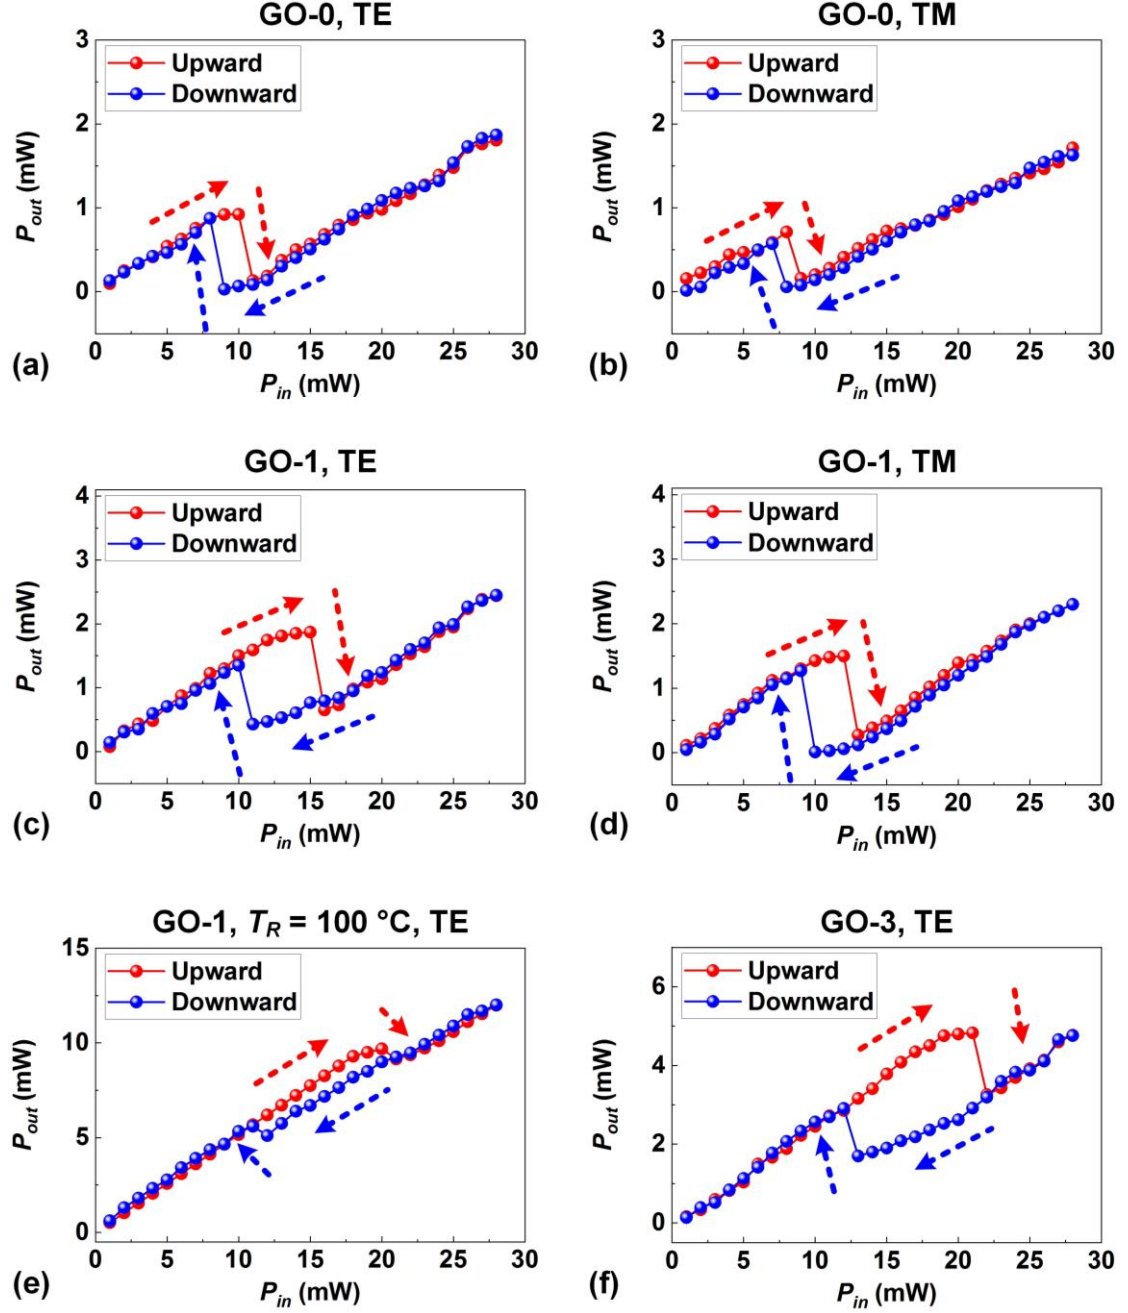 GO-0, TE
3
2
1
0
P_out (mW)
Upward
Downward
0 5 10 15 20 25 30
P_in (mW)
(a)
GO-0, TM
3
2
1
0
P_out (mW)
Upward
Downward
0 5 10 15 20 25 30
P_in (mW)
(b)
GO-1, TE
4
3
2
1
0
P_out (mW)
Upward
Downward
0 5 10 15 20 25 30
P_in (mW)
(c)
GO-1, TM
4
3
2
1
0
P_out (mW)
Upward
Downward
0 5 10 15 20 25 30
P_in (mW)
(d)
GO-1, T_R = 100 °C, TE
15
10
5
0
P_out (mW)
Upward
Downward
0 5 10 15 20 25 30
P_in (mW)
(e)
GO-3, TE
6
4
2
0
P_out (mW)
Upward
Downward
0 5 10 15 20 25 30
P_in (mW)
(f)